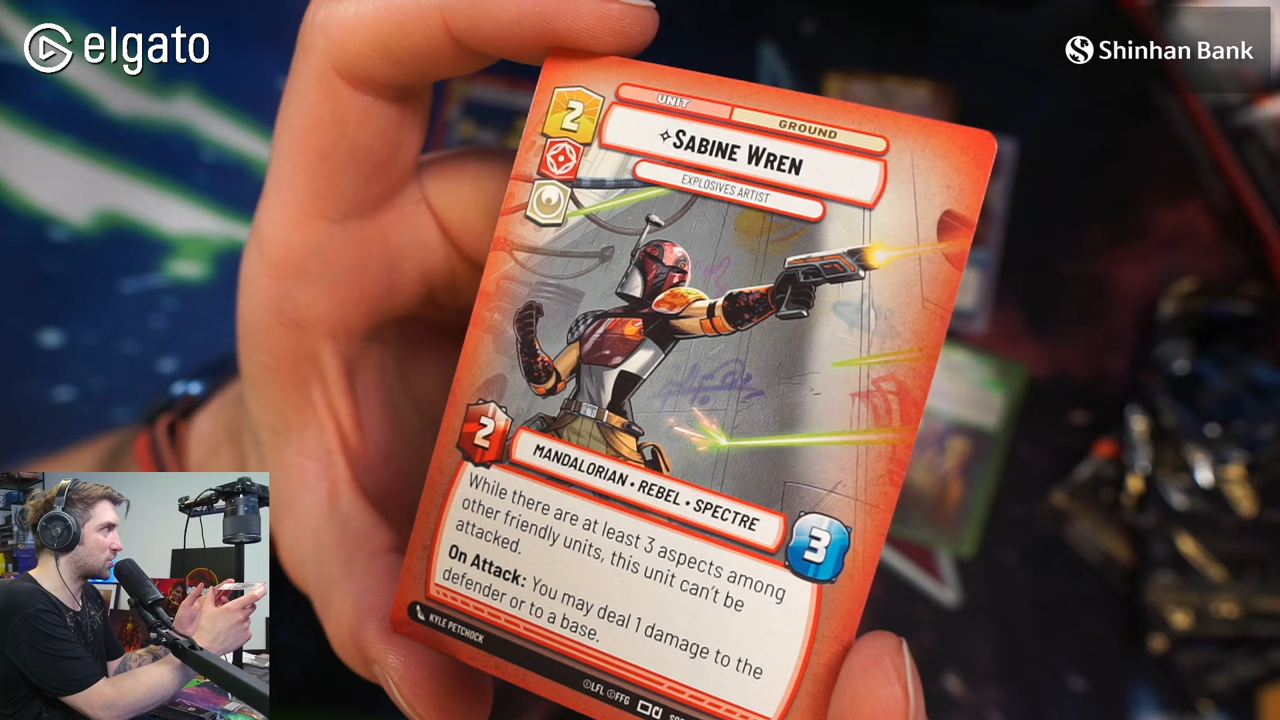 elgato
Shinhan Bank
2
UNIT
GROUND
SABINE WREN
EXPLOSIVES ARTIST
2
MANDALORIAN • REBEL • SPECTRE
3
While there are at least 3 aspects among
other friendly units, this unit can't be
attacked.
On Attack: You may deal 1 damage to the
defender or to a base.
KYLE PETCHOCK
©LFL ©FFG